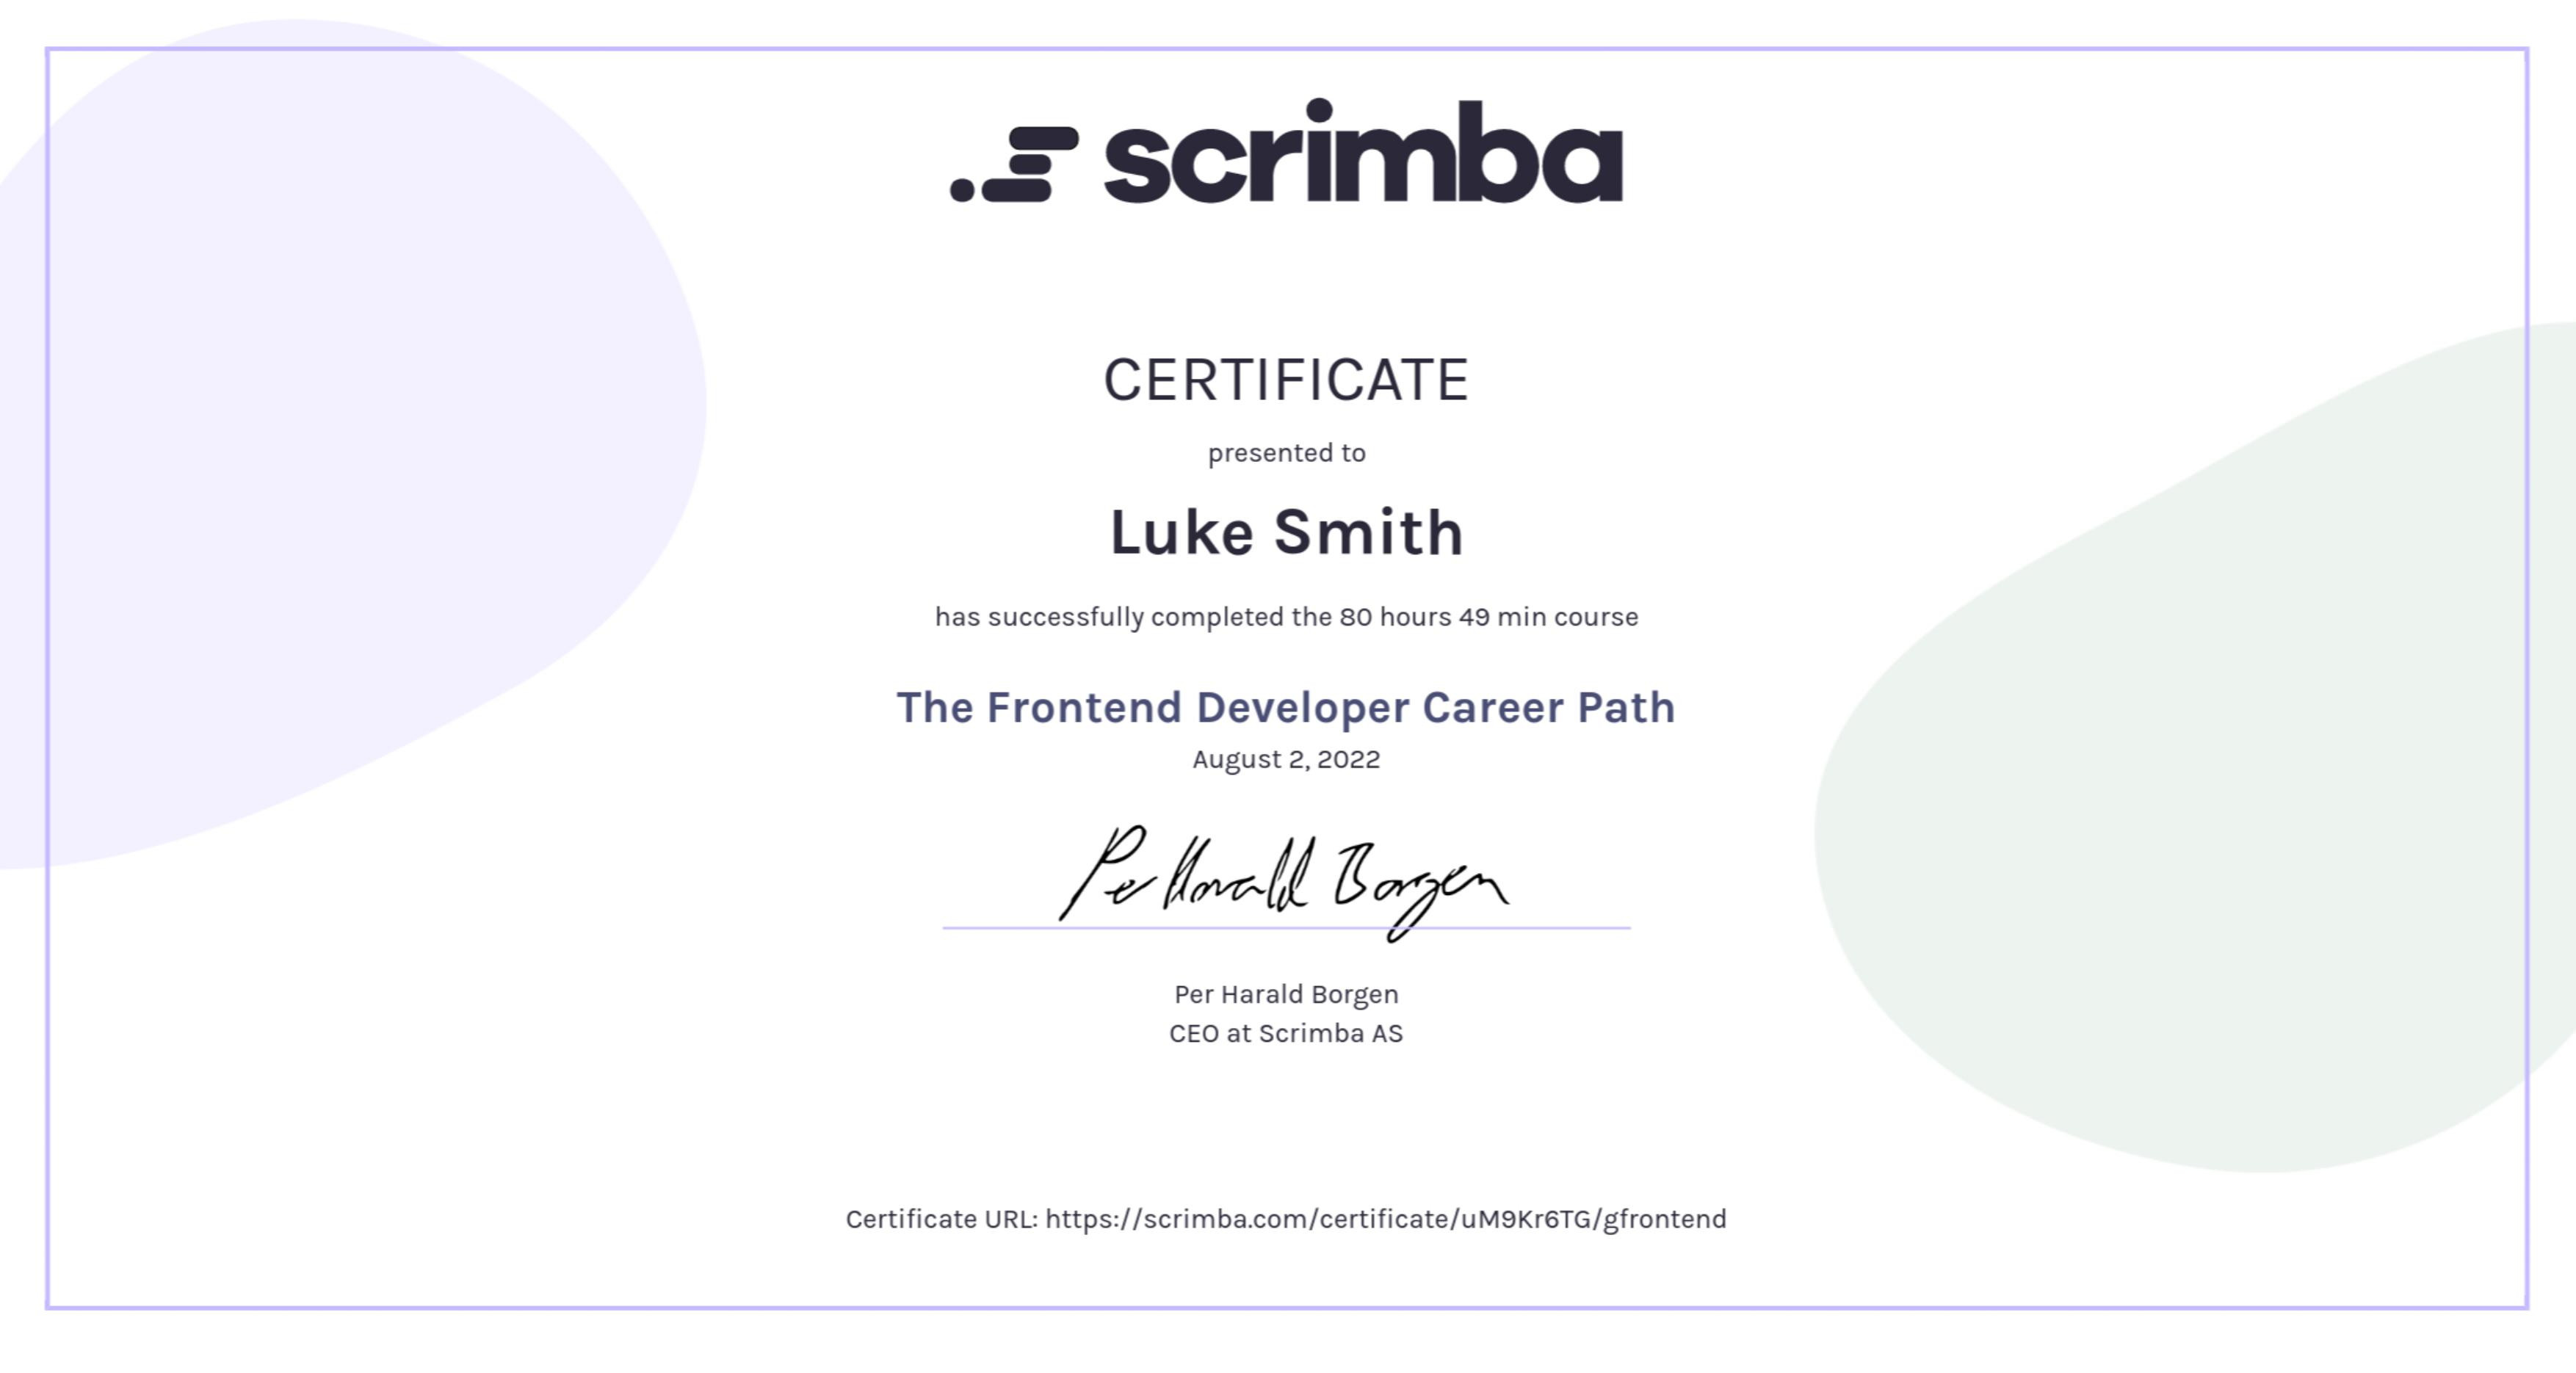 scrimba
CERTIFICATE
presented to
Luke Smith
has successfully completed the 80 hours 49 min course
The Frontend Developer Career Path
August 2, 2022
Per Harald Borgen
Per Harald Borgen
CEO at Scrimba AS
Certificate URL: https://scrimba.com/certificate/uM9Kr6TG/gfrontend